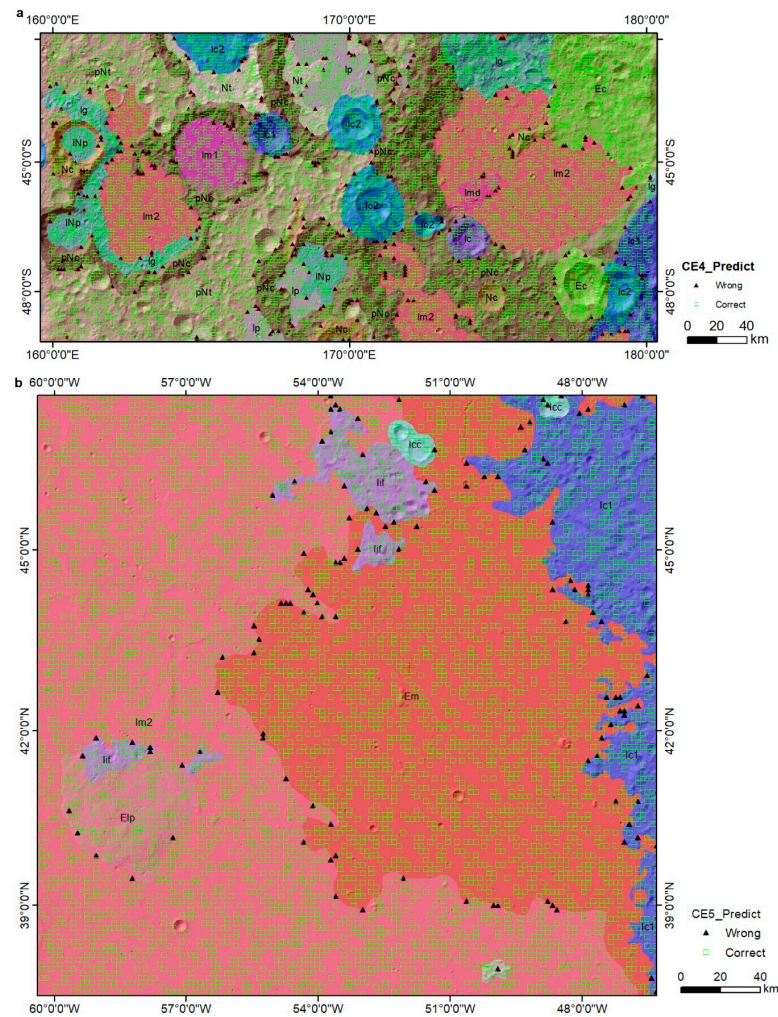 a
160°0'0"E 170°0'0"E 180°0'0"
Ic2 Ip Ig
pNt Nt pNc Ec
Ig pNc
Ic2 Ic1
INp Nc
45°0'0"S Im1 pNc 45°0'0"S
Nc Im2
Imd Ig
pNc
Im2 Ic2
INp Ic2 Ic1
Ic
pNc Ig pNc pNc
INp
48°0'0"S pNt pNc Ip Ec Ic2 48°0'0"S
Nc
pNc
Ip Nc Im2
CE4_Predict
Wrong
Correct
0 20 40
km
160°0'0"E 170°0'0"E 180°0'0"
b
60°0'0"W 57°0'0"W 54°0'0"W 51°0'0"W 48°0'0"W
Icc
Icc
Iif Ic1
45°0'0"N Iif 45°0'0"N
Em
Im2
42°0'0"N 42°0'0"N
Iif Ic1
Elp
39°0'0"N 39°0'0"N
Ic1
CE5_Predict
Wrong
Correct
0 20 40
km
60°0'0"W 57°0'0"W 54°0'0"W 51°0'0"W 48°0'0"W